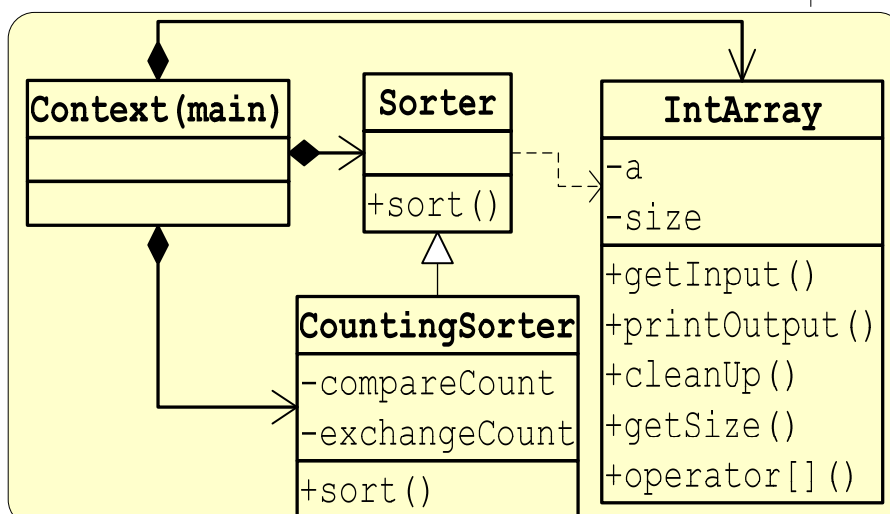 Context(main)
Sorter
+sort()
IntArray
-a
-size
+getInput()
+printOutput()
+cleanUp()
+getSize()
+operator[]()
CountingSorter
-compareCount
-exchangeCount
+sort()